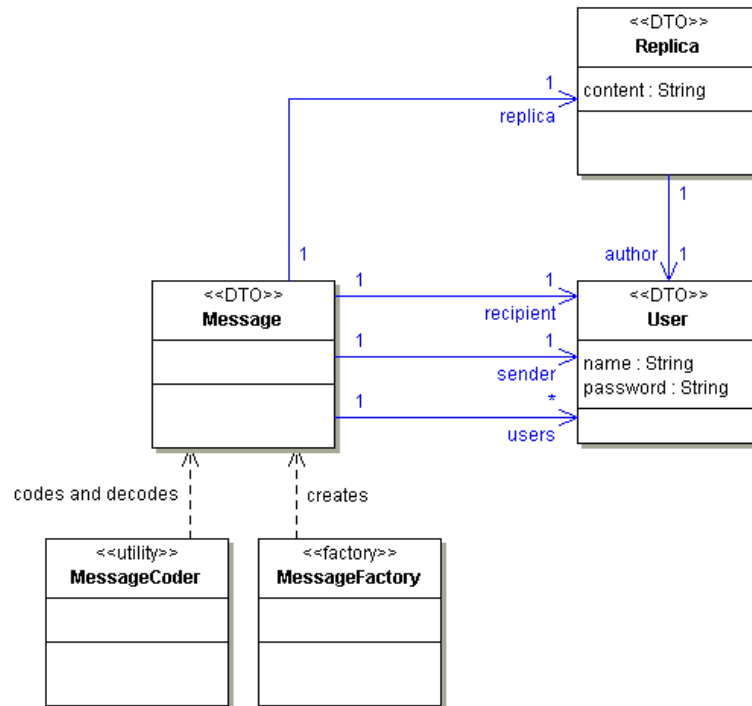 <<DTO>>
Replica
content : String
1
replica
1
author
1
1
1
1
<<DTO>>
Message
recipient
<<DTO>>
User
1
1
sender
name : String
password : String
1
*
users
codes and decodes
creates
<<utility>>
MessageCoder
<<factory>>
MessageFactory